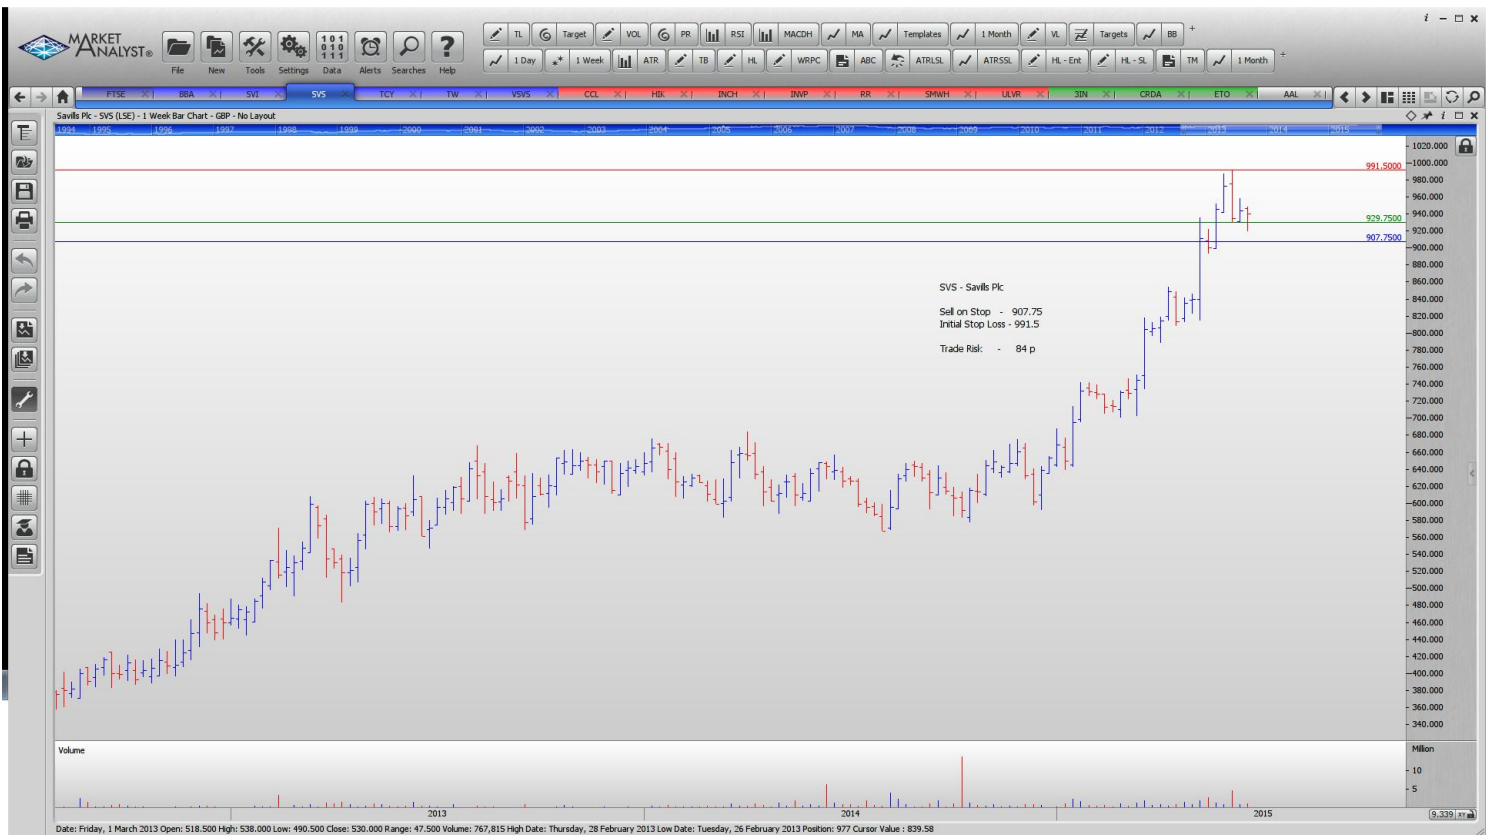 MARKET
ANALYST®
File New Tools Settings Data Alerts Searches Help
TL Target VOL PR RSI MACDH MA Templates 1 Month VL Targets BB +
1 Day 1 Week ATR TB HL WRPC ABC ATRLSL ATRSSL HL - Ent HL - SL TM 1 Month +
FTSE BBA SVI SVS TCY TW VSVS CCL HIK INCH INVP RR SMWH ULVR 3IN CRDA ETO AAL
Savills Plc - SVS (LSE) - 1 Week Bar Chart - GBP - No Layout
1994 1995 1996 1997 1998 1999 2000 2001 2002 2003 2004 2005 2006 2007 2008 2009 2010 2011 2012 2013 2014 2015
1020.000
1000.000
991.5000
980.000
960.000
940.000
929.7500
920.000
907.7500
900.000
880.000
860.000
840.000
820.000
800.000
780.000
760.000
740.000
720.000
700.000
680.000
660.000
640.000
620.000
600.000
580.000
560.000
540.000
520.000
500.000
480.000
460.000
440.000
420.000
400.000
380.000
360.000
340.000
SVS - Savills Plc
Sell on Stop - 907.75
Initial Stop Loss - 991.5
Trade Risk - 84 p
Volume
Million
10
5
2013 2014 2015
9.339 XY
Date: Friday, 1 March 2013 Open: 518.500 High: 538.000 Low: 490.500 Close: 530.000 Range: 47.500 Volume: 767,815 High Date: Thursday, 28 February 2013 Low Date: Tuesday, 26 February 2013 Position: 977 Cursor Value : 839.58